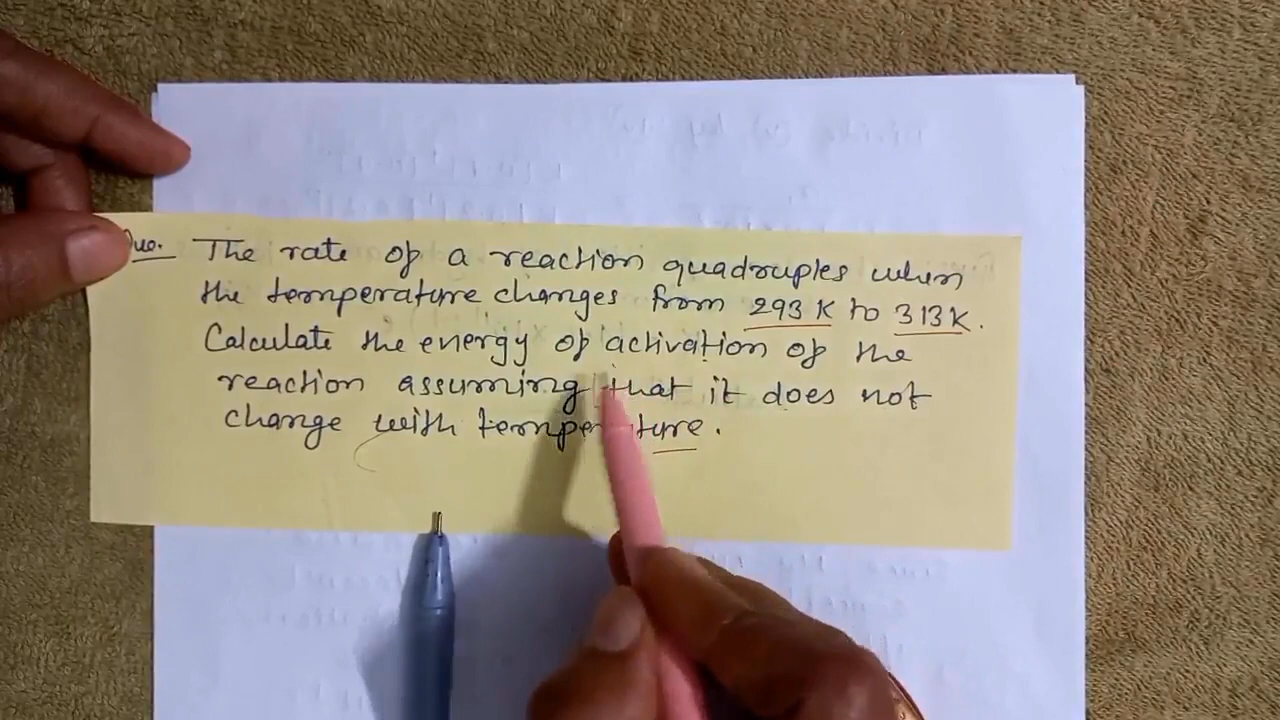 Que. The rate of a reaction quadruples when
the temperature changes from 293 K to 313K.
Calculate the energy of activation of the
reaction assuming that it does not
change with temperature.